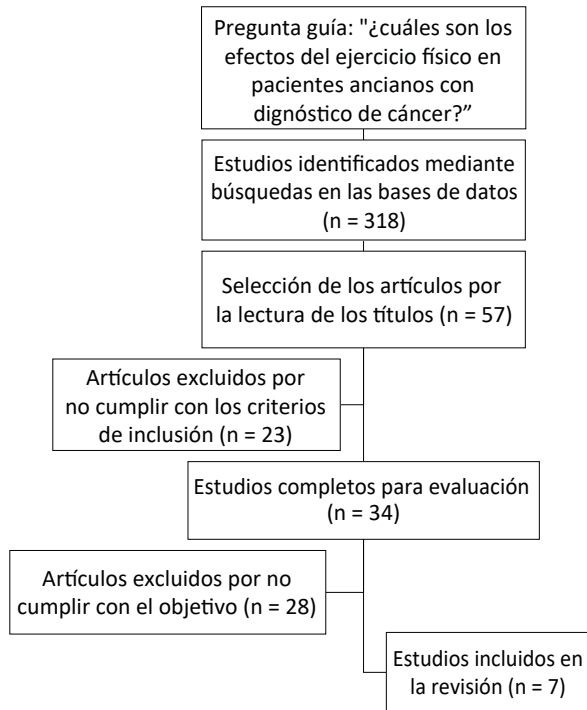 Pregunta guía: "¿cuáles son los
efectos del ejercicio físico en
pacientes ancianos con
dignóstico de cáncer?”
Estudios identificados mediante
búsquedas en las bases de datos
(n = 318)
Selección de los artículos por
la lectura de los títulos (n = 57)
Artículos excluidos por
no cumplir con los criterios
de inclusión (n = 23)
Estudios completos para evaluación
(n = 34)
Artículos excluidos por no
cumplir con el objetivo (n = 28)
Estudios incluidos en
la revisión (n = 7)